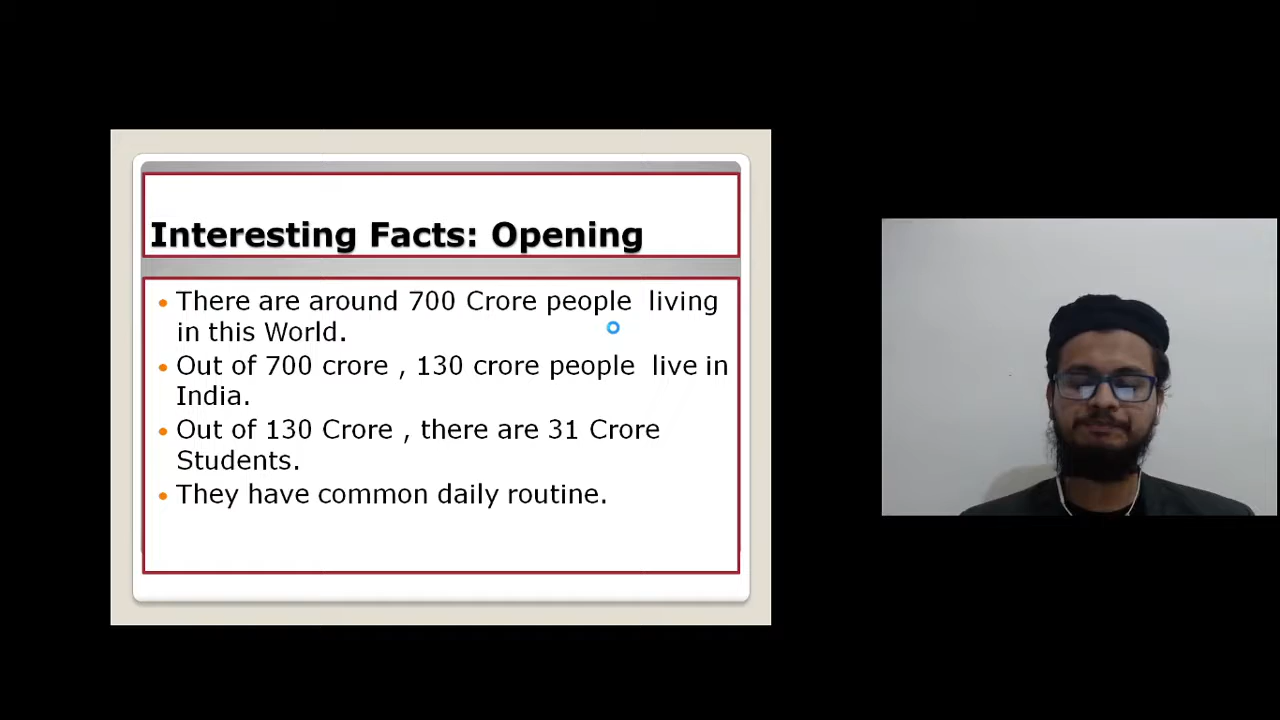 Interesting Facts: Opening
There are around 700 Crore people living
in this World.
Out of 700 crore , 130 crore people live in
India.
Out of 130 Crore , there are 31 Crore
Students.
They have common daily routine.